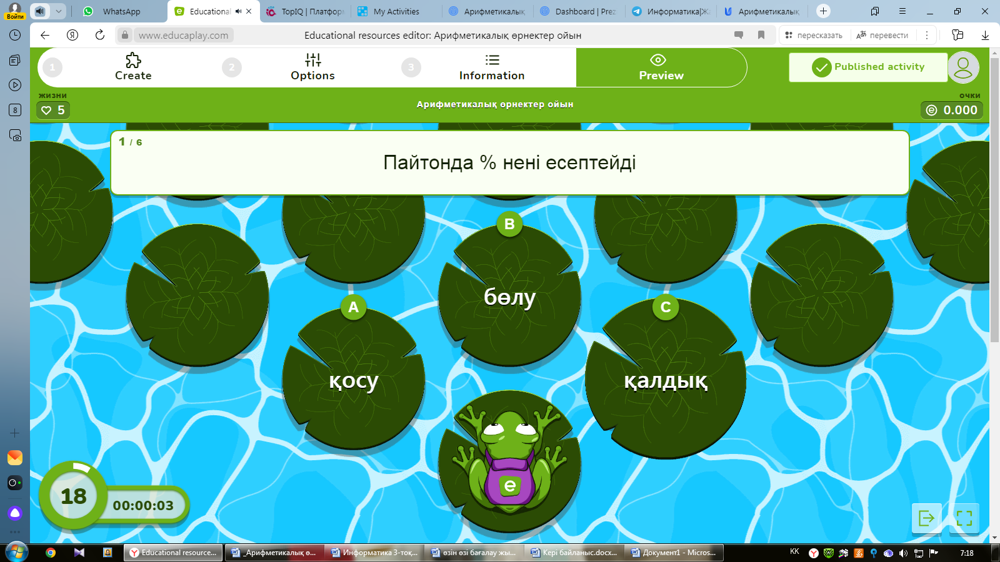 Войти
WhatsApp
Educational
TopIQ | Платформ
My Activities
Арифметикалық
Dashboard | Prez
Информатика|Жа
Арифметикалық
www.educaplay.com
Educational resources editor: Арифметикалық өрнектер ойын
пересказать
перевести
8
1
Create
2
Options
3
Information
Preview
Published activity
жизни
5
Арифметикалық өрнектер ойын
очки
0.000
1 / 6
Пайтонда % нені есептейді
B
бөлу
A
қосу
C
қалдық
e
18
00:00:03
Educational resource...
_Арифметикалық ө...
Информатика 3-тоқ...
өзін өзі бағалау жы...
Кері байланыс.docx...
Документ1 - Micros...
KK
7:18